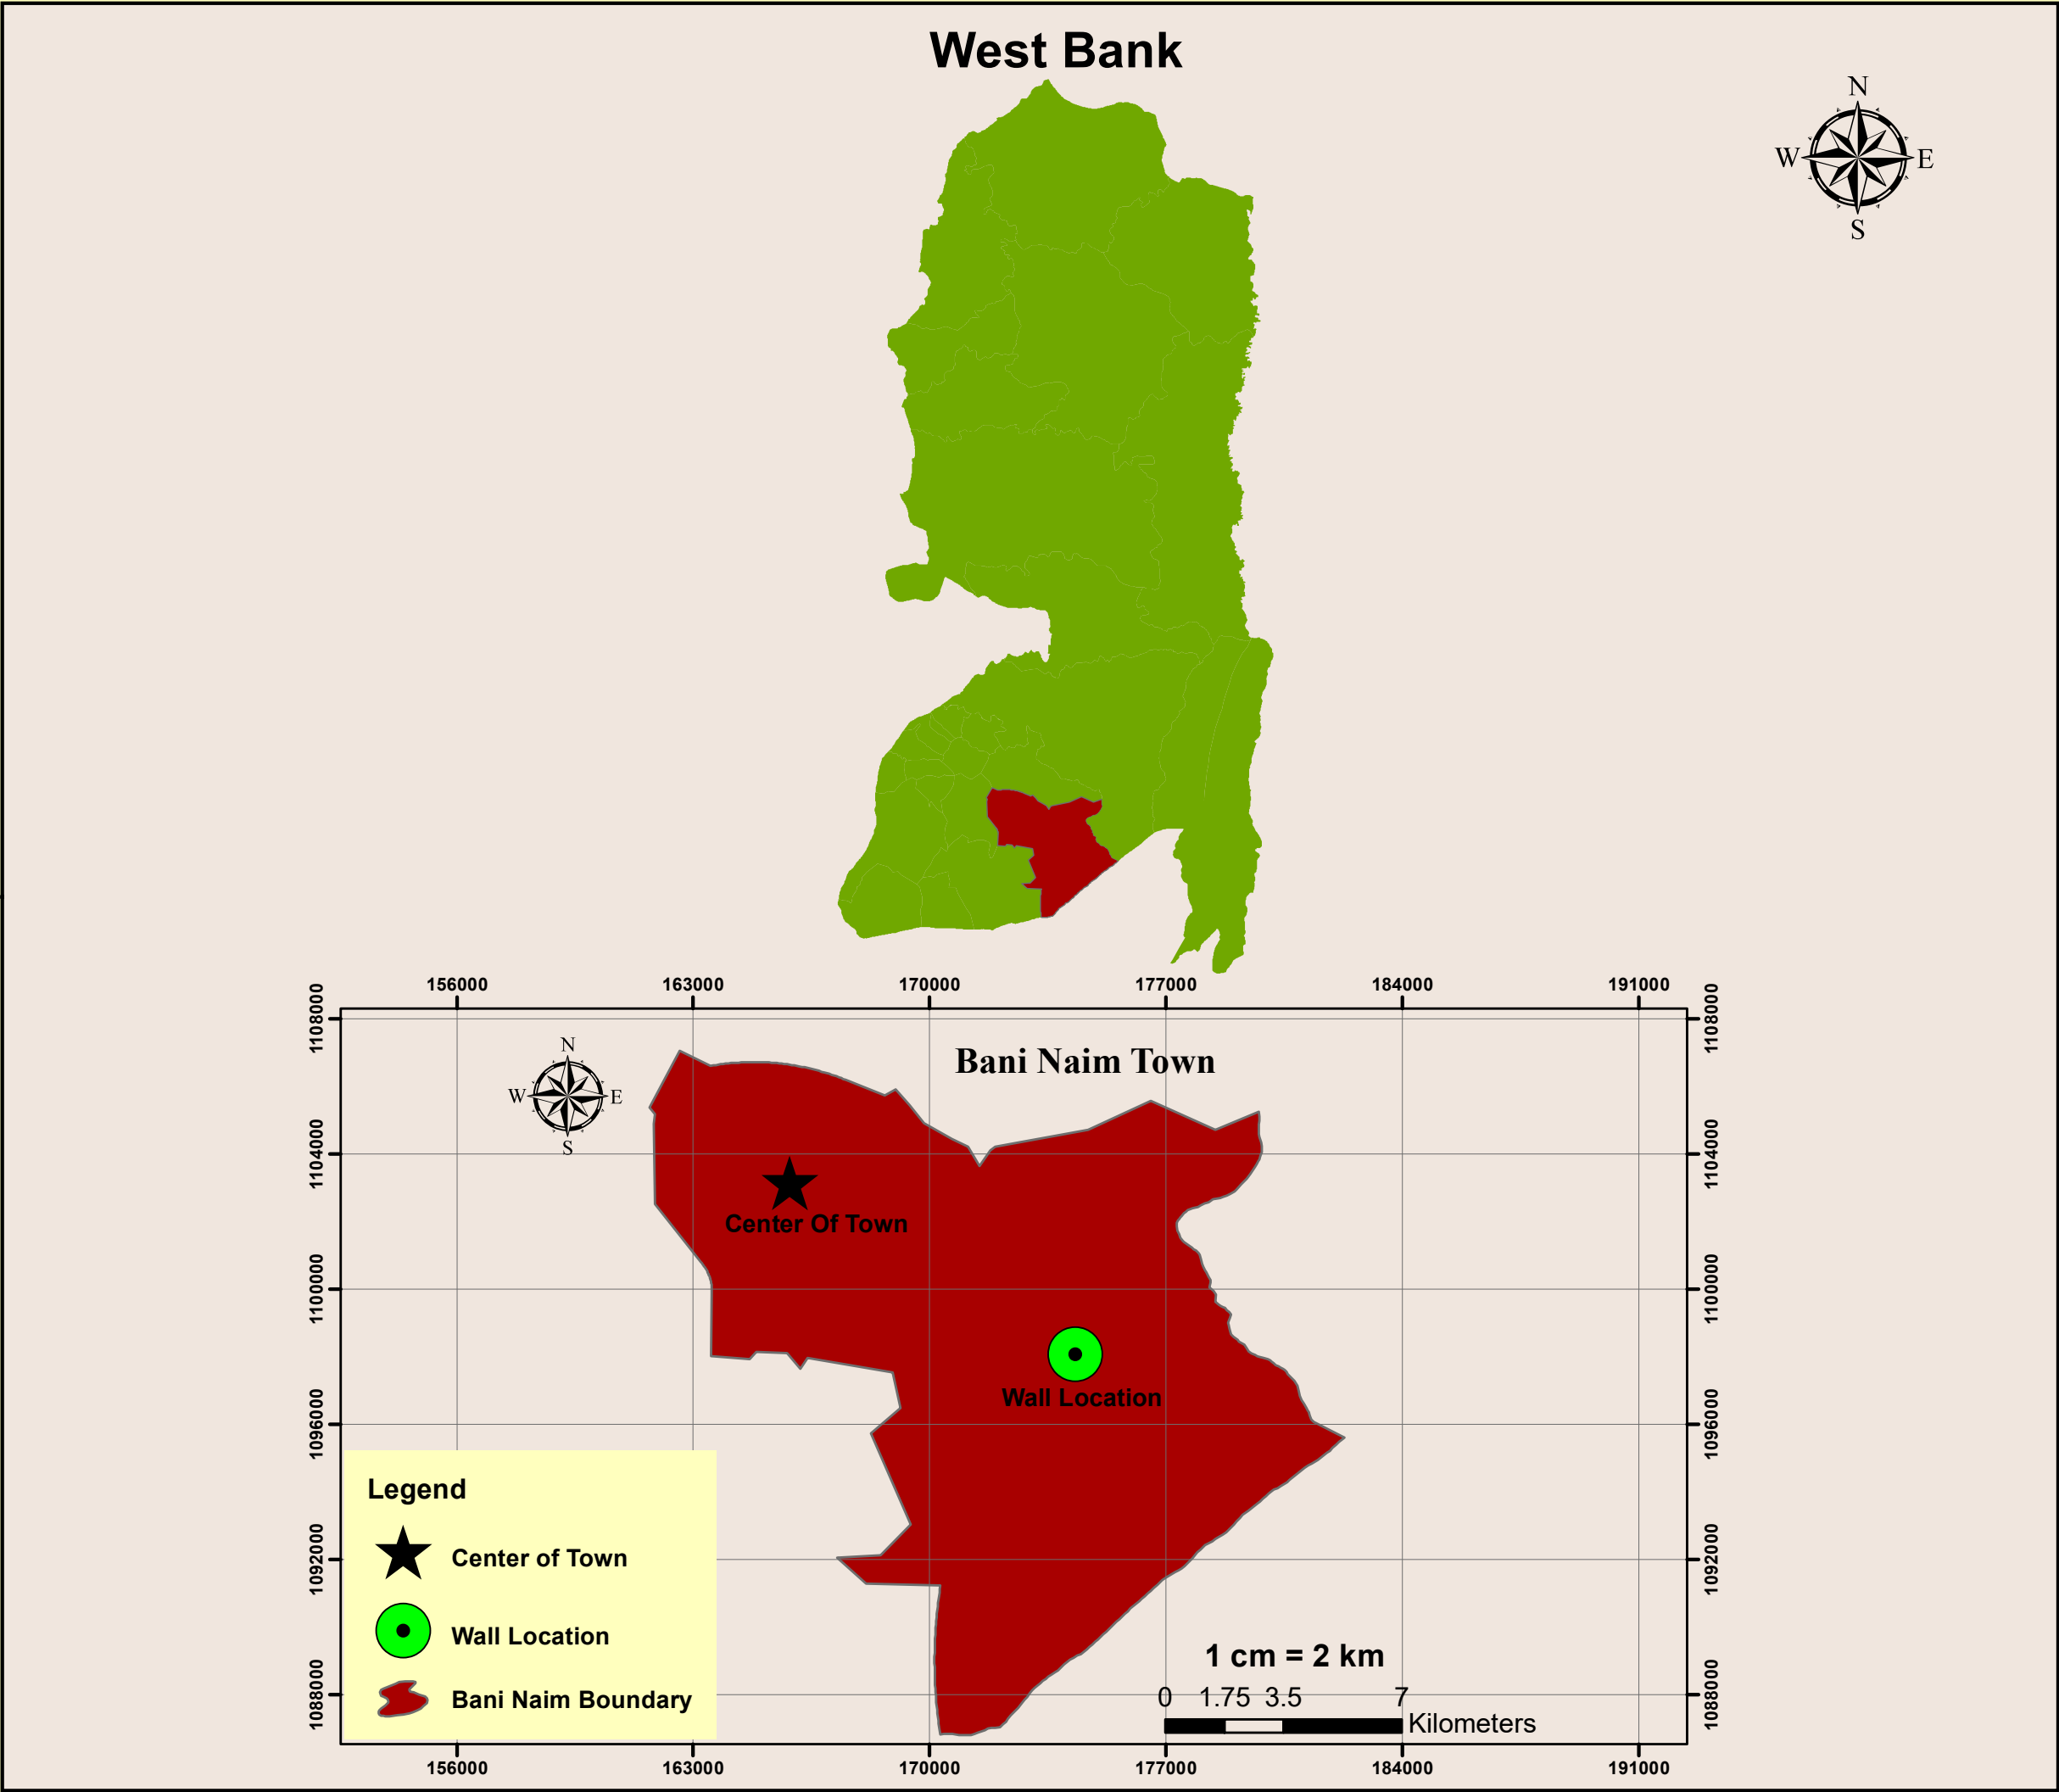 West Bank
N
W E
S
156000 163000 170000 177000 184000 191000
1108000 1108000
N
W E
S
Bani Naim Town
1104000 1104000
Center Of Town
1100000 1100000
Wall Location
1096000 1096000
Legend
Center of Town
1092000 1092000
Wall Location
1 cm = 2 km
Bani Naim Boundary
1088000 1088000
0 1.75 3.5 7
Kilometers
156000 163000 170000 177000 184000 191000